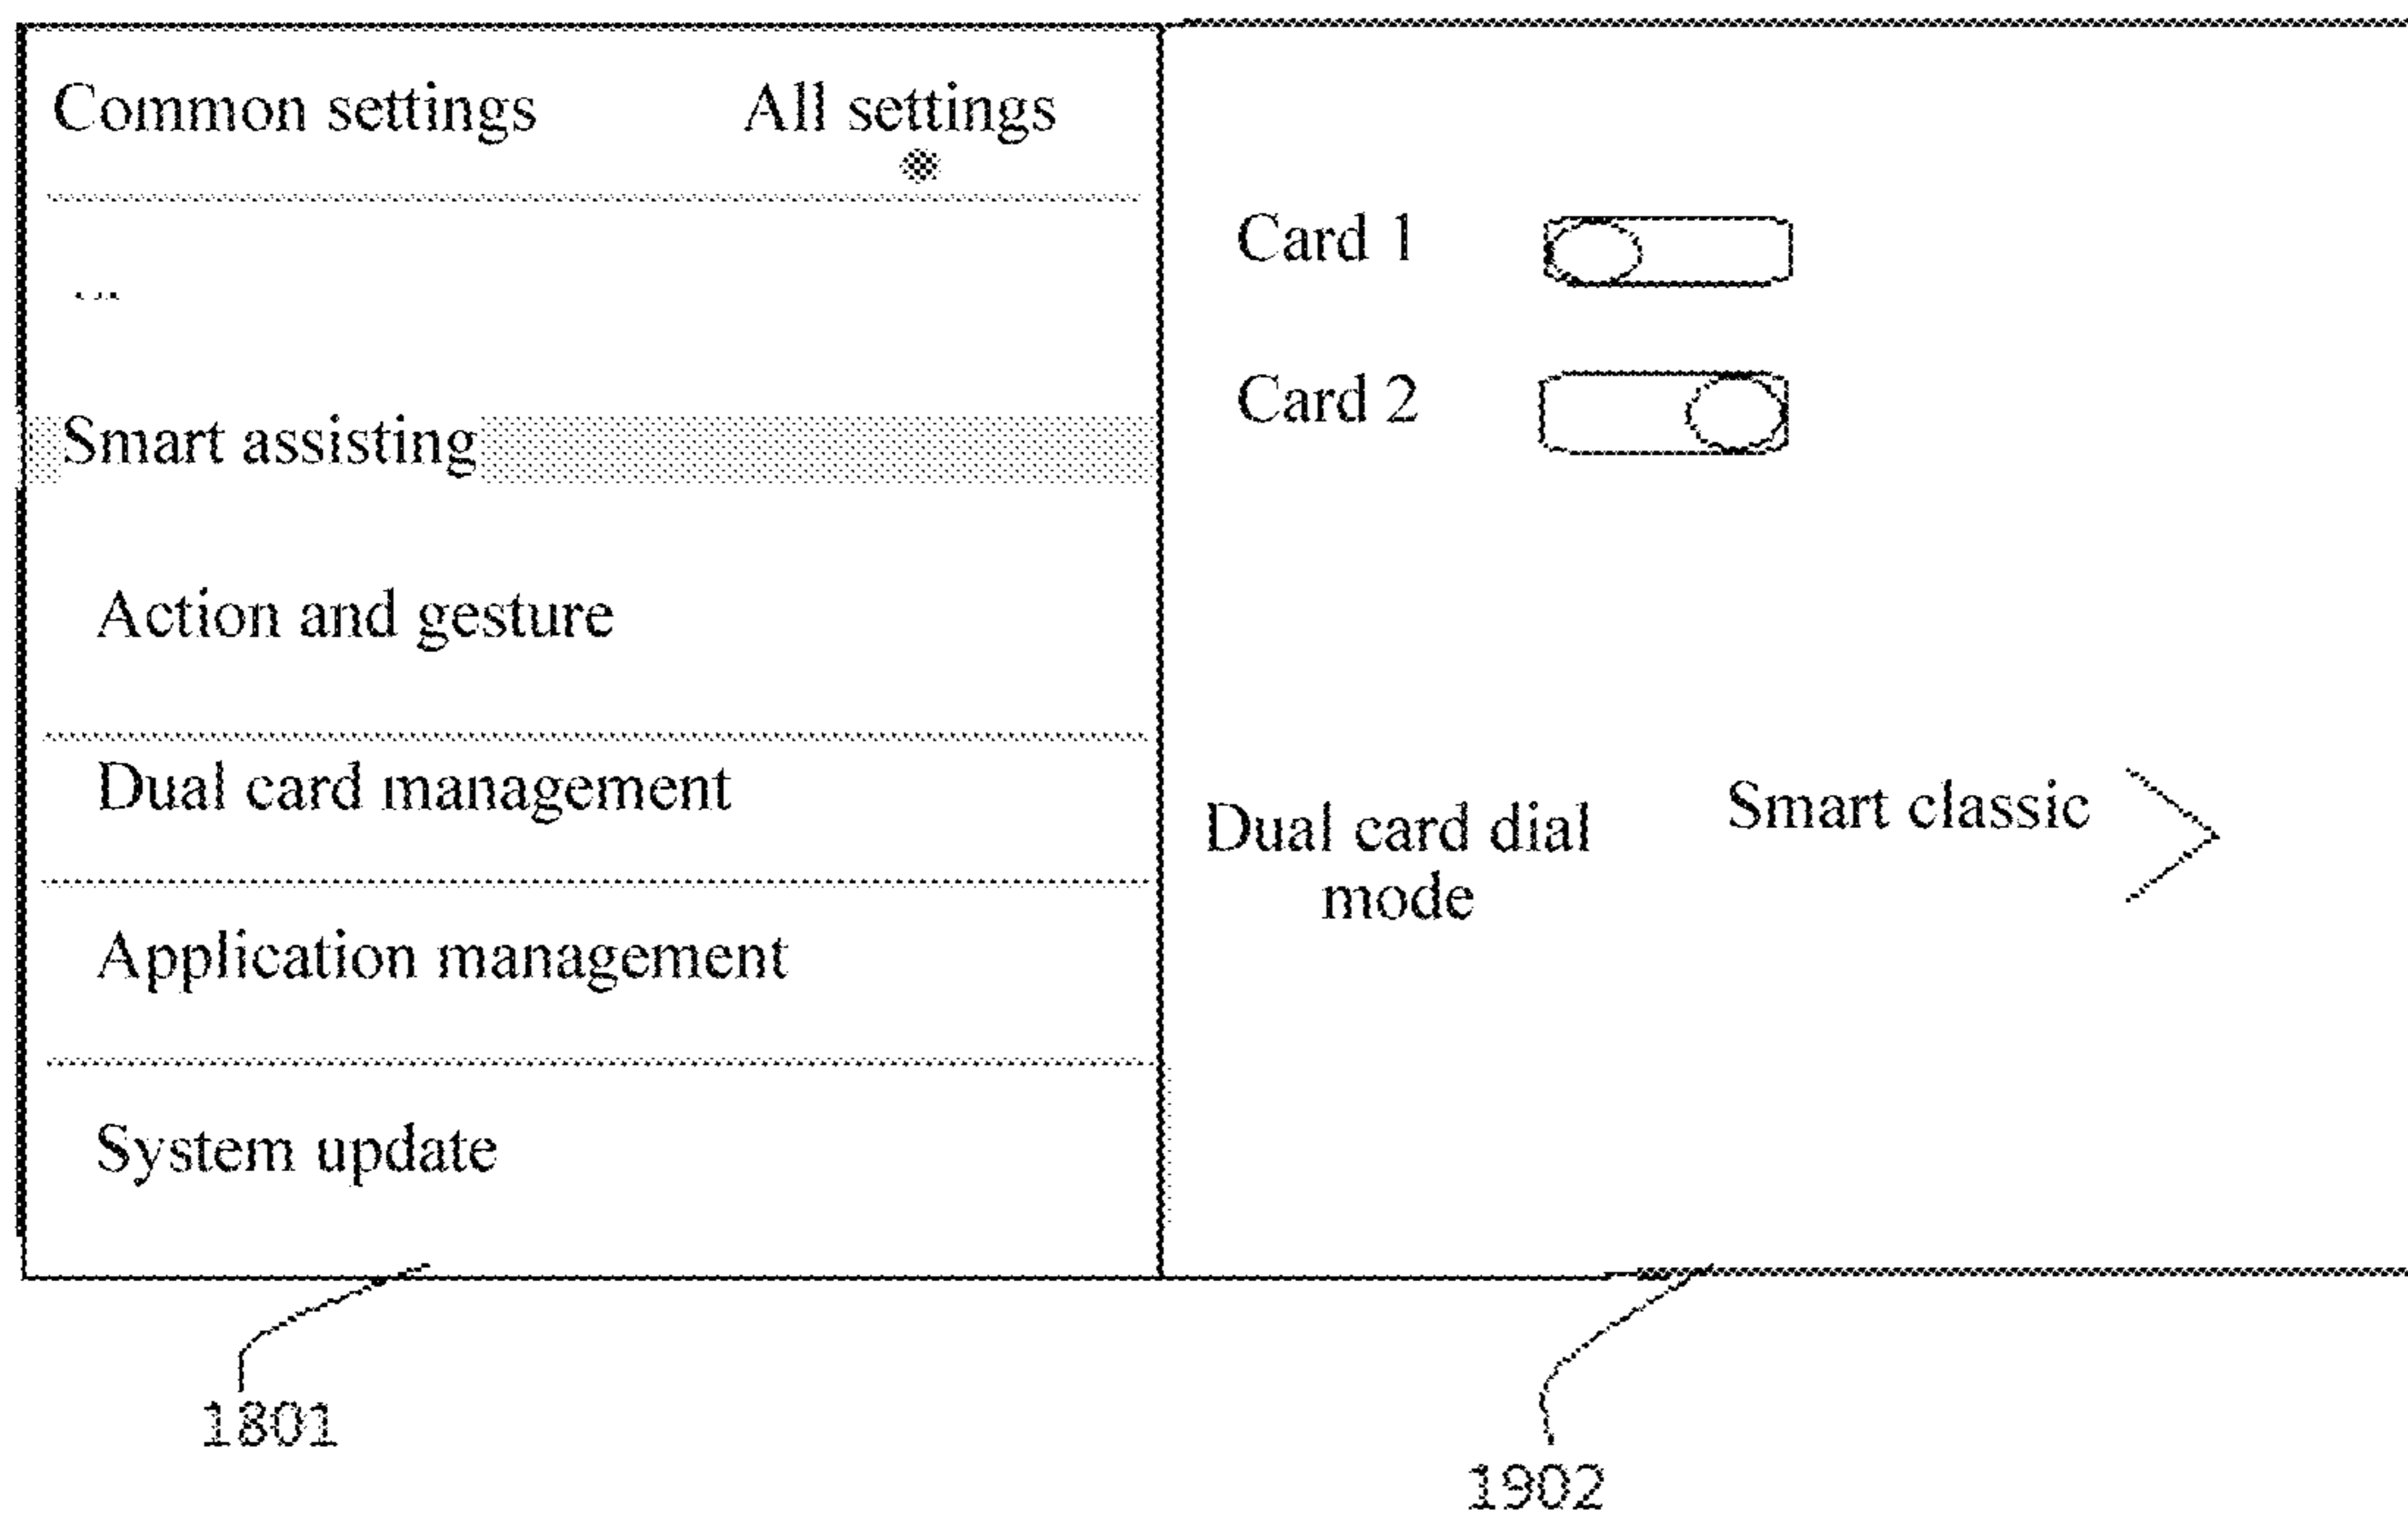 Common settings
All settings
...
Smart assisting
Action and gesture
Dual card management
Application management
System update
Card 1
Card 2
Dual card dial
mode
Smart classic
1801
1902